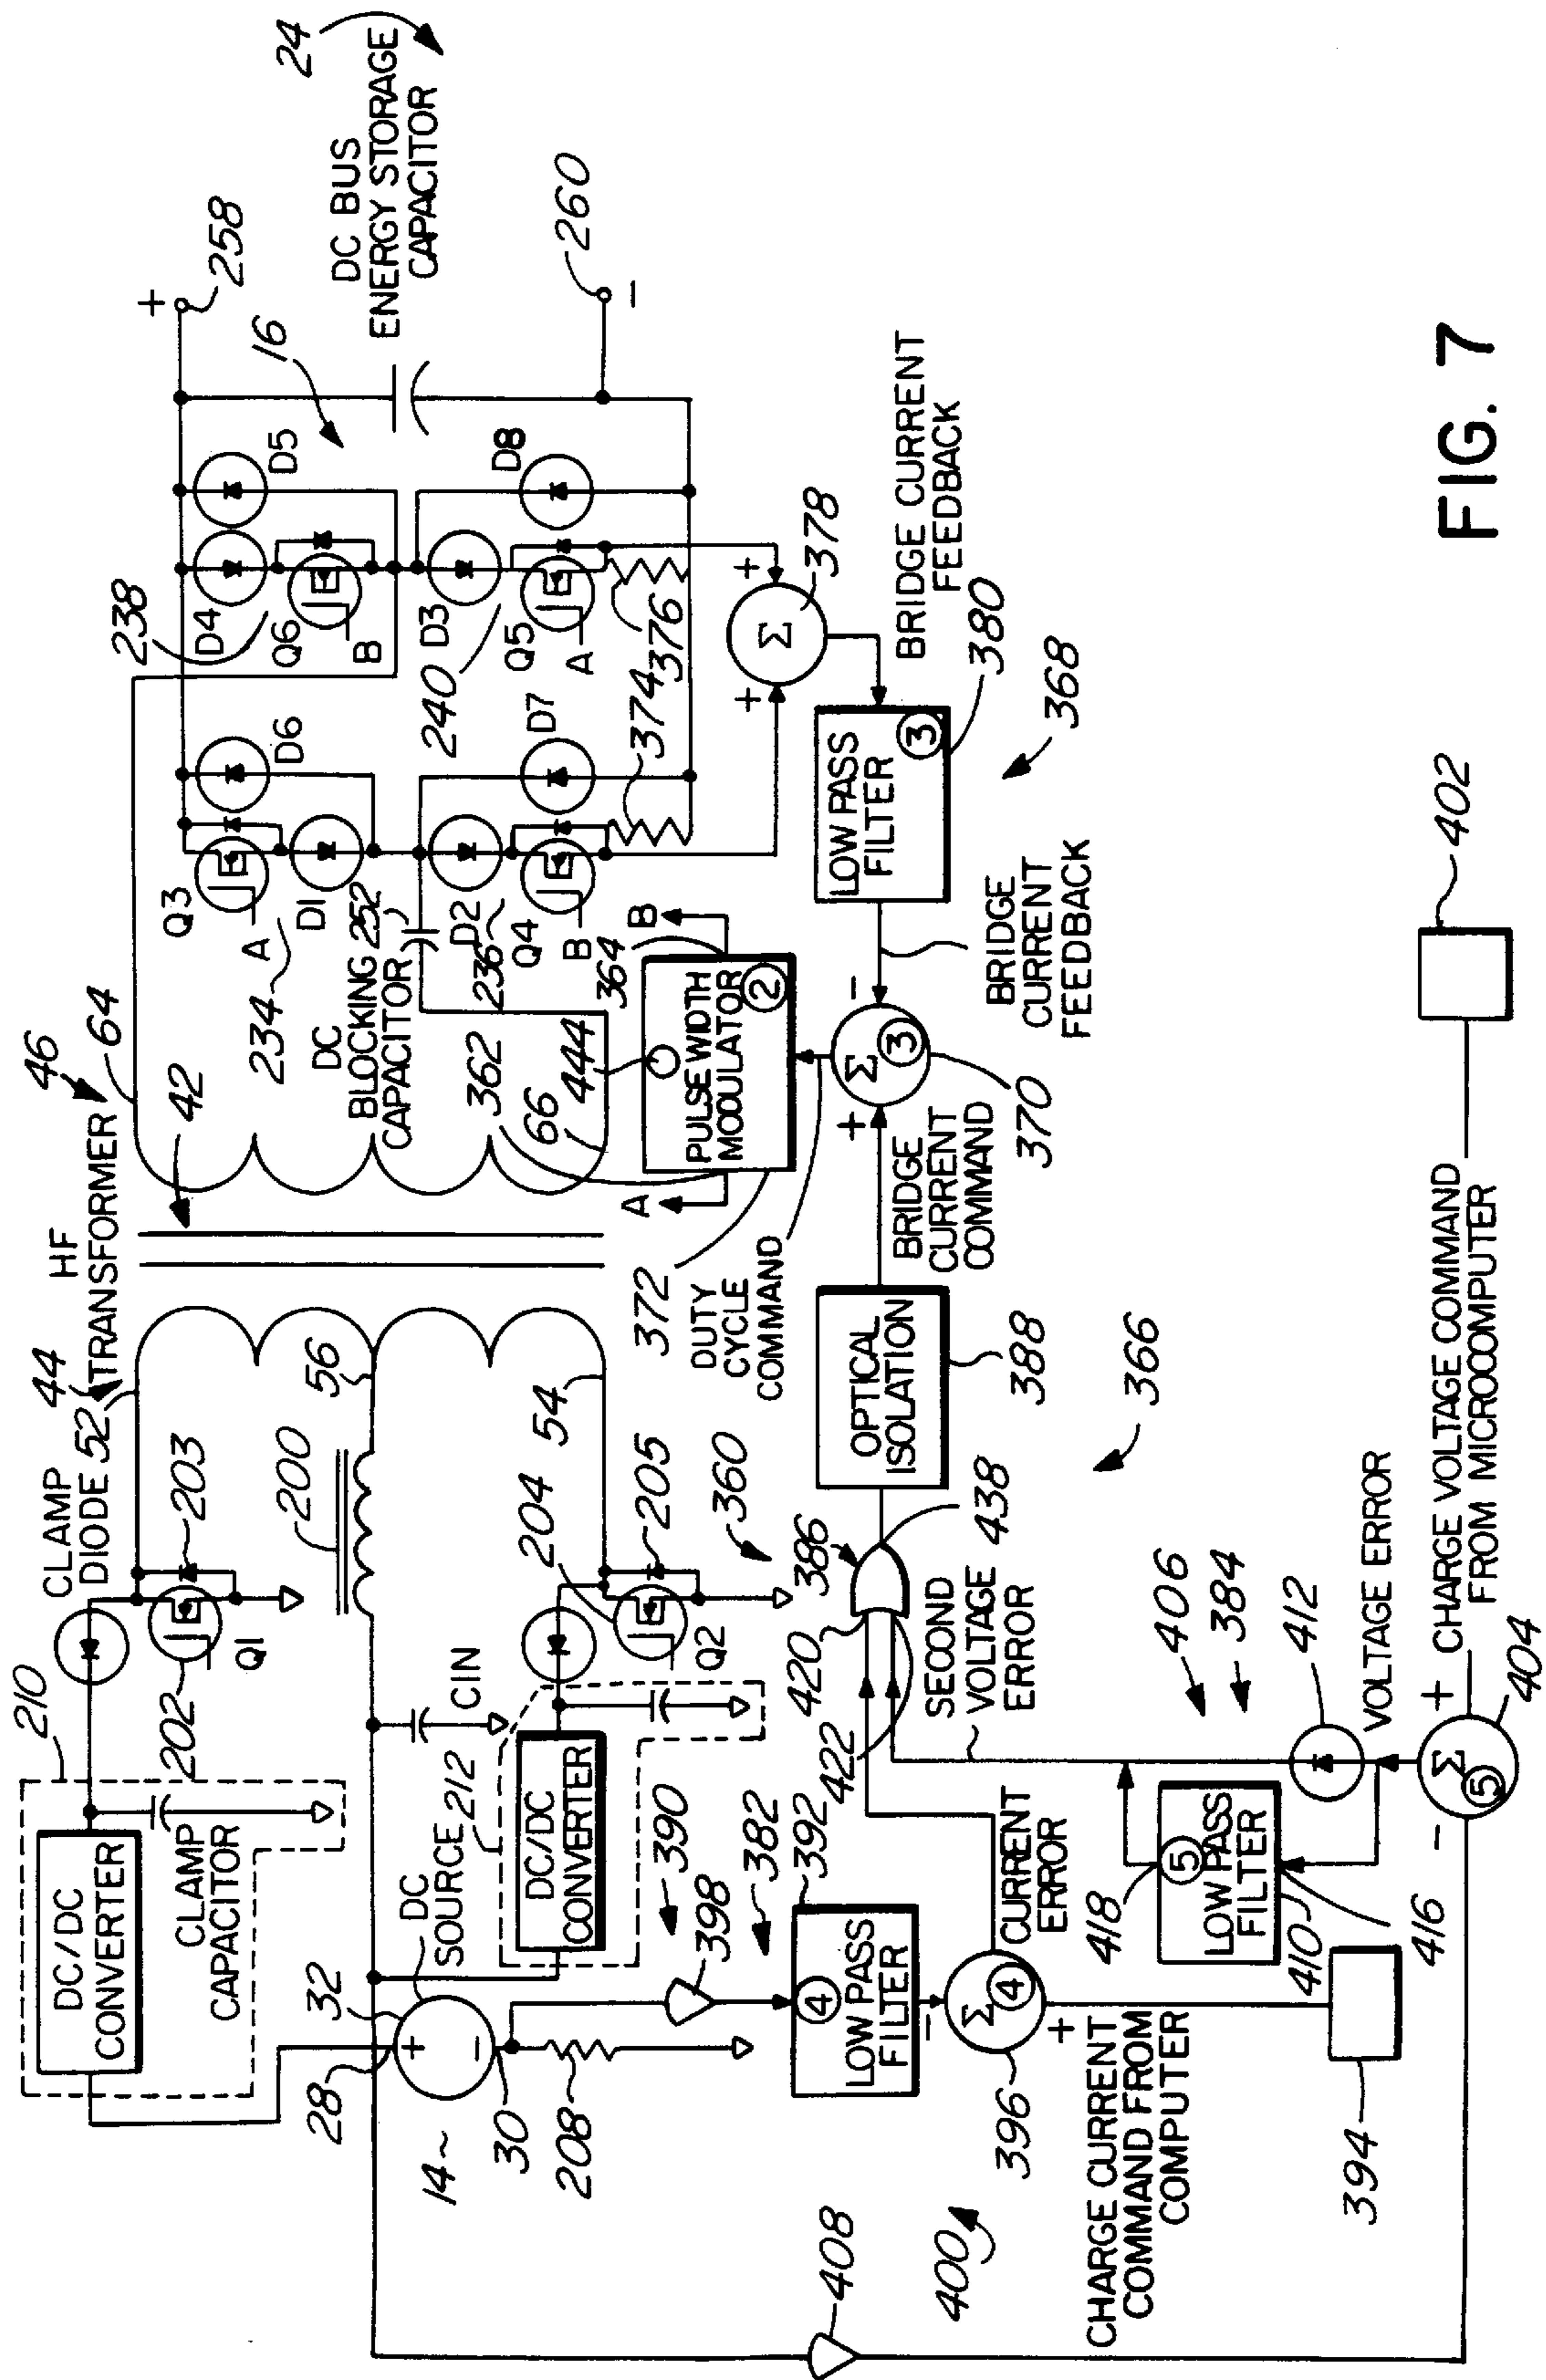 24
DC BUS
ENERGY STORAGE
CAPACITOR
+
258
260
−
16
D5
D4
238
Q6
B
D8
D3
240
Q5
A
376
D6
Q3
A
D1
234
D7
D2
236
Q4
B
374
DC
BLOCKING
CAPACITOR
252
64
46
42
HF
TRANSFORMER
44
52
56
54
66
CLAMP
DIODE
203
200
Q1
202
210
DC/DC
CONVERTER
CLAMP
CAPACITOR
CIN
204
205
Q2
360
DC
SOURCE
212
DC/DC
CONVERTER
32
28
+
−
14
30
208
390
398
382
392
LOW PASS
FILTER
4
−
Σ
4
+
396
CURRENT
ERROR
CHARGE CURRENT
COMMAND FROM
COMPUTER
394
400
408
362
364
444
A
B
PULSE WIDTH
MODULATOR
2
372
DUTY
CYCLE
COMMAND
+
+
Σ
378
BRIDGE CURRENT
FEEDBACK
LOW PASS
FILTER
3
380
368
BRIDGE
CURRENT
FEEDBACK
−
Σ
3
+
370
BRIDGE
CURRENT
COMMAND
OPTICAL
ISOLATION
388
366
386
438
420
422
SECOND
VOLTAGE
ERROR
406
384
412
VOLTAGE ERROR
418
LOW PASS
FILTER
5
410
416
Σ
5
−
+
404
CHARGE VOLTAGE COMMAND
FROM MICROCOMPUTER
402
FIG. 7